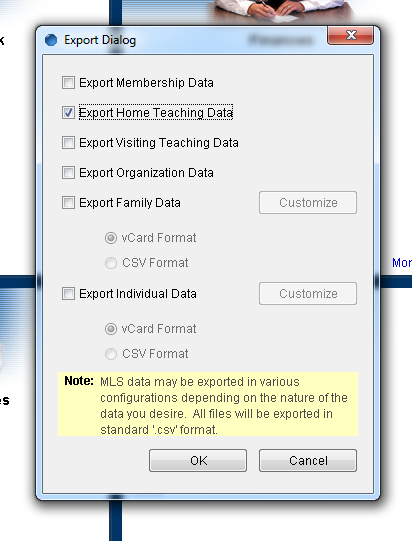 k
Export Dialog
Finances
Export Membership Data
Export Home Teaching Data
Export Visiting Teaching Data
Export Organization Data
Export Family Data
Customize
vCard Format
CSV Format
Mor
Export Individual Data
Customize
vCard Format
CSV Format
Note: MLS data may be exported in various
configurations depending on the nature of the
data you desire. All files will be exported in
standard '.csv' format.
es
OK
Cancel